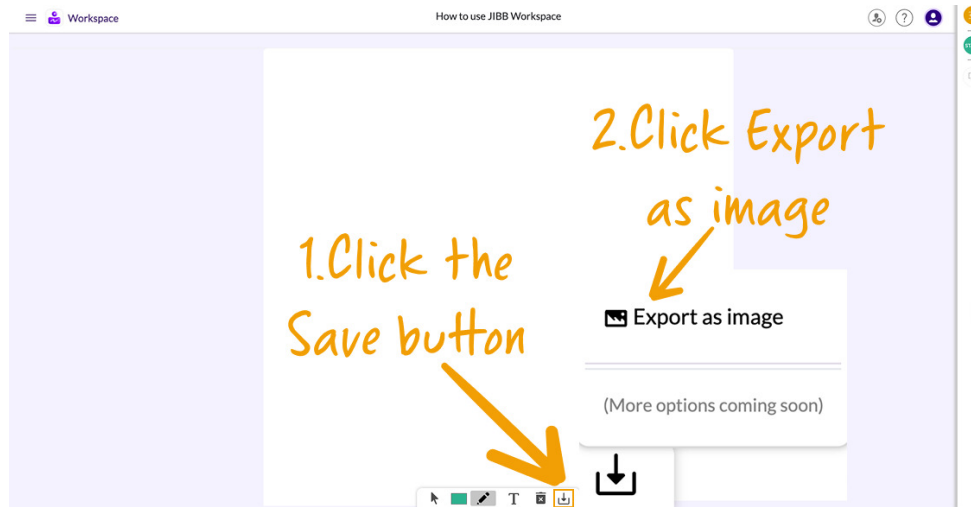 Workspace
How to use JIBB Workspace
?
2.Click Export
as image
1.Click the
Save button
Export as image
(More options coming soon)
T